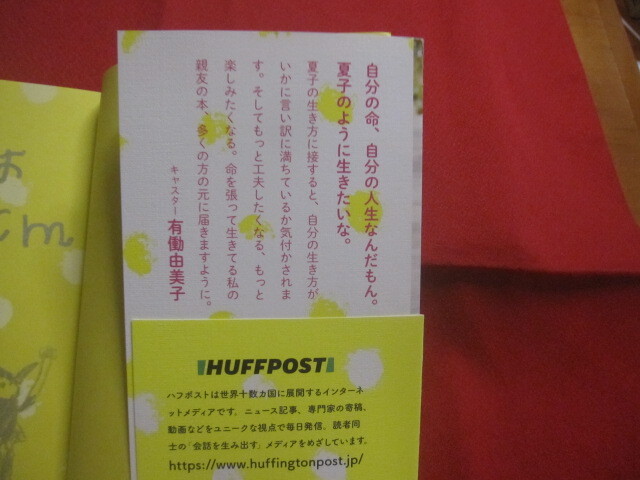 自分の命、自分の人生なんだもん。
夏子のように生きたいな。
夏子の生き方に接すると、自分の生き方が
いかに言い訳に満ちているか気付かされま
す。そしてもっと工夫したくなる、もっと
楽しみたくなる。命を張って生きてる私の
親友の本、多くの方の元に届きますように。
キャスター 有働由美子
HUFFPOST
ハフポストは世界十数カ国に展開するインターネ
ットメディアです。ニュース記事、専門家の寄稿、
動画などをユニークな視点で毎日発信。読者同
士の「会話を生み出す」メディアをめざしています。
https://www.huffingtonpost.jp/
cm